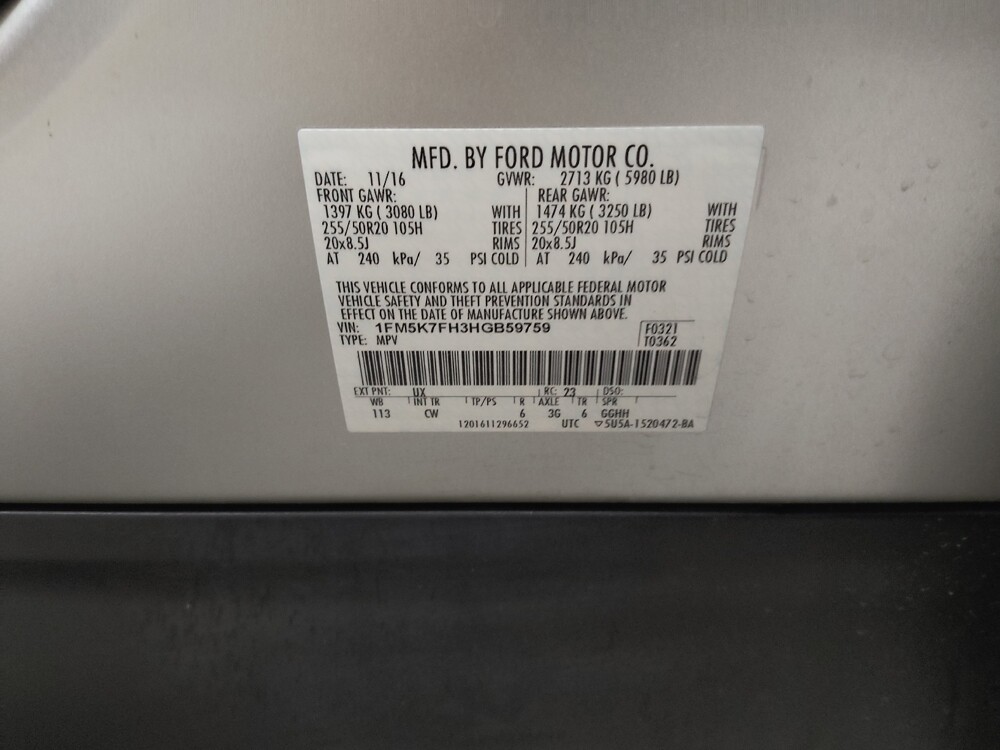 MFD. BY FORD MOTOR CO.
DATE: 11/16 GVWR: 2713 KG ( 5980 LB)
FRONT GAWR: REAR GAWR:
1397 KG ( 3080 LB) WITH 1474 KG ( 3250 LB) WITH
255/50R20 105H TIRES 255/50R20 105H TIRES
20x8.5J RIMS 20x8.5J RIMS
AT 240 kPa/ 35 PSI COLD AT 240 kPa/ 35 PSI COLD
THIS VEHICLE CONFORMS TO ALL APPLICABLE FEDERAL MOTOR
VEHICLE SAFETY AND THEFT PREVENTION STANDARDS IN
EFFECT ON THE DATE OF MANUFACTURE SHOWN ABOVE.
VIN: 1FM5K7FH3HGB59759 F0321
TYPE: MPV T0362
EXT PNT: UX RC: 23 DSO:
WB INT TR TP/PS R AXLE TR SPR
113 CW 6 3G 6 GGHH
1201611296652 UTC ▽5U5A-1520472-BA